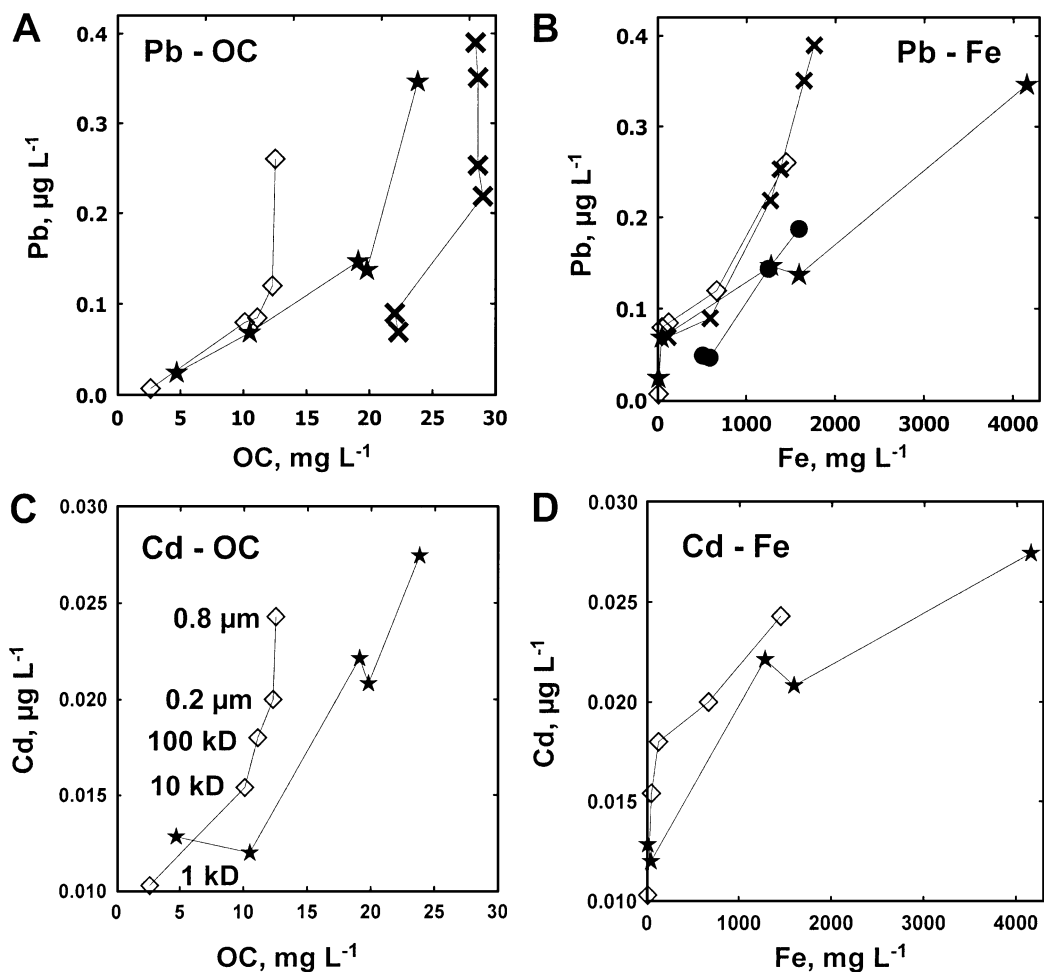 A
Pb - OC
0.4
0.3
0.2
0.1
0.0
Pb, µg L⁻¹
0 5 10 15 20 25 30
OC, mg L⁻¹
B
Pb - Fe
0.4
0.3
0.2
0.1
0.0
Pb, µg L⁻¹
0 1000 2000 3000 4000
Fe, mg L⁻¹
C
Cd - OC
0.030
0.025
0.020
0.015
0.010
Cd, µg L⁻¹
0.8 µm
0.2 µm
100 kD
10 kD
1 kD
0 5 10 15 20 25 30
OC, mg L⁻¹
D
Cd - Fe
0.030
0.025
0.020
0.015
0.010
Cd, µg L⁻¹
0 1000 2000 3000 4000
Fe, mg L⁻¹